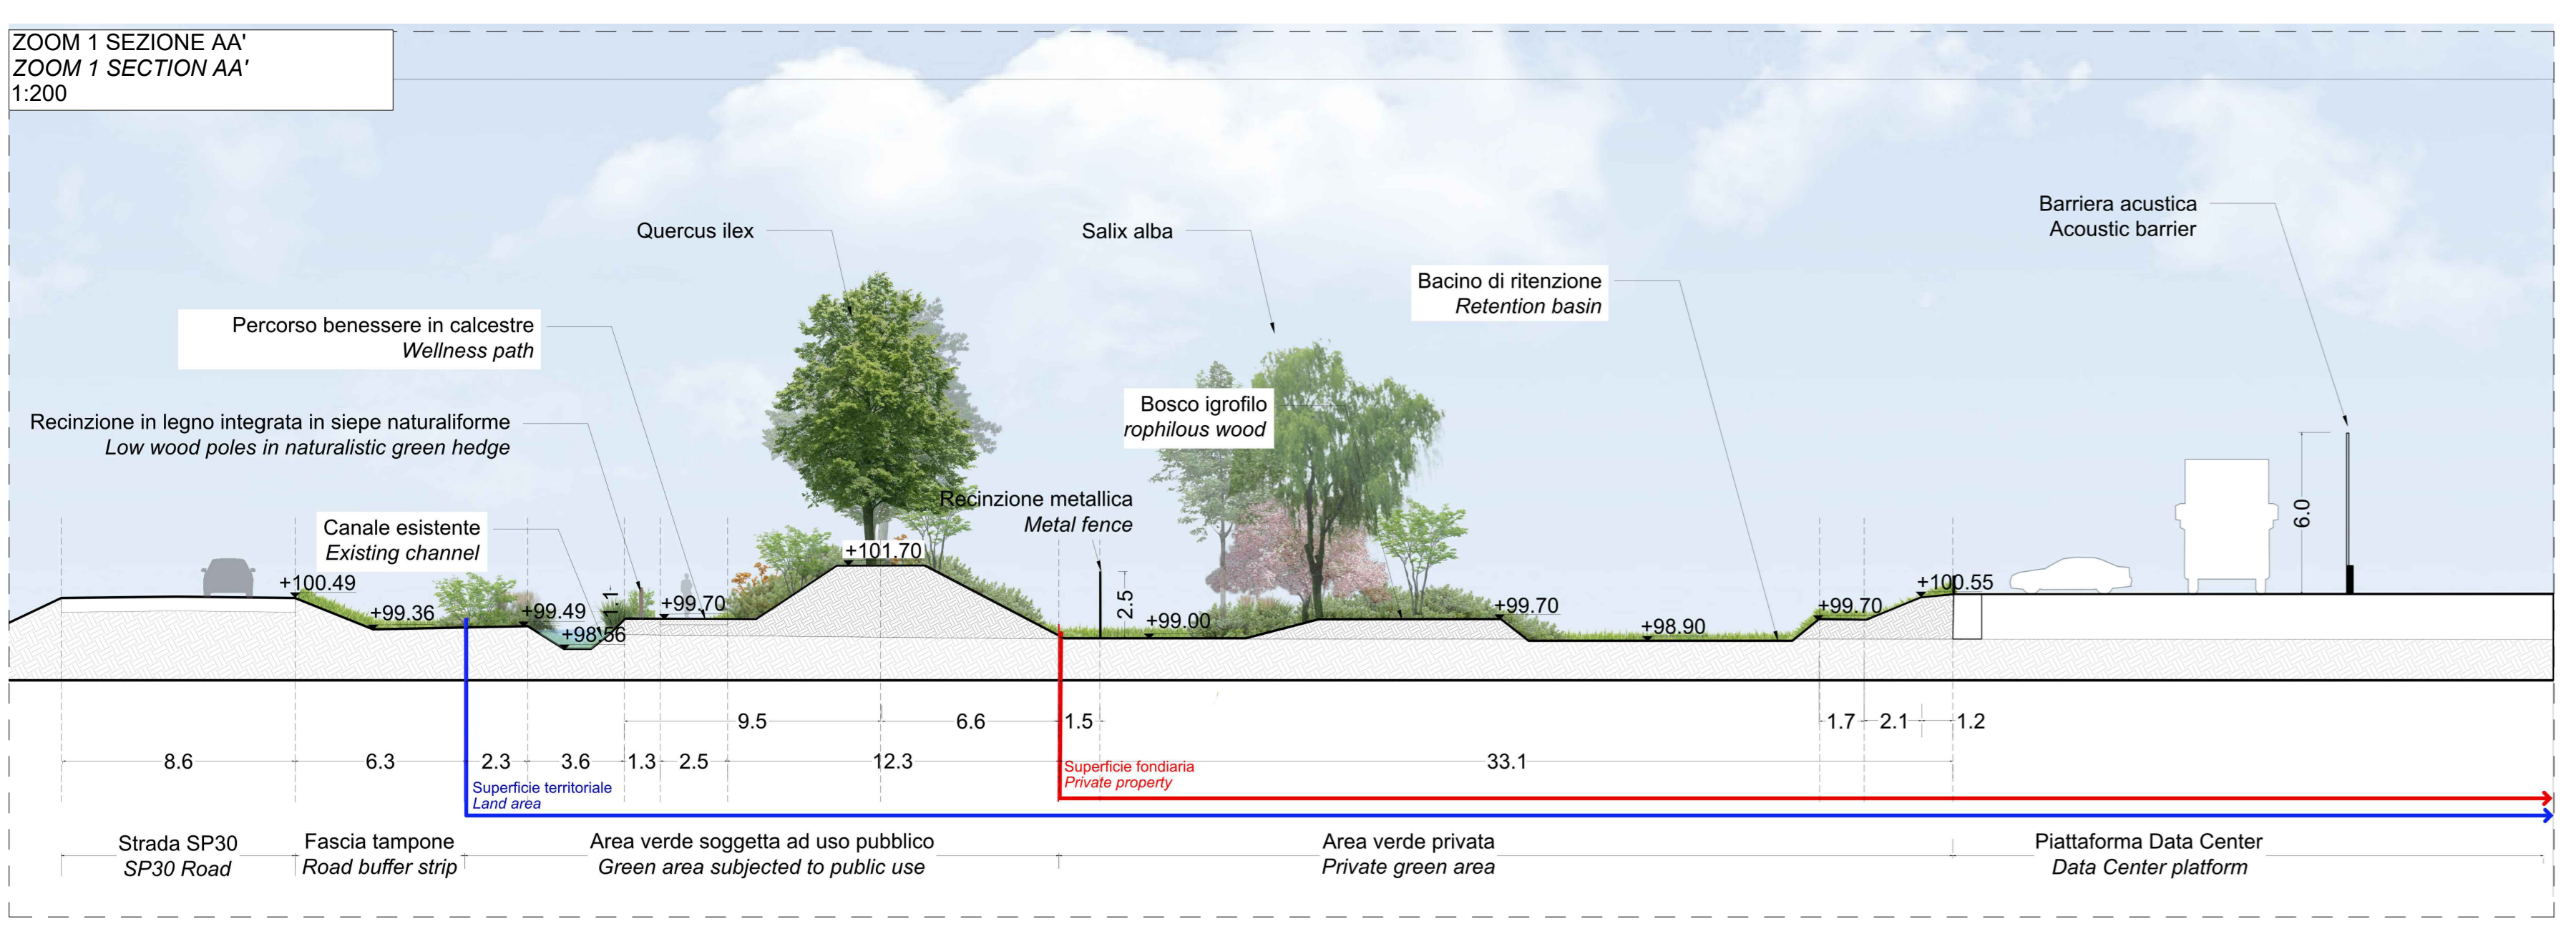 ZOOM 1 SEZIONE AA'
ZOOM 1 SECTION AA'
1:200
Quercus ilex
Salix alba
Barriera acustica
Acoustic barrier
Bacino di ritenzione
Retention basin
Percorso benessere in calcestre
Wellness path
Bosco igrofilo
rophilous wood
Recinzione in legno integrata in siepe naturaliforme
Low wood poles in naturalistic green hedge
Recinzione metallica
Metal fence
Canale esistente
Existing channel
6.0
+101.70
+100.49
+99.36
+99.49
+98.56
1.1
+99.70
2.5
+99.00
+99.70
+98.90
+99.70
+100.55
9.5
6.6
1.5
1.7
2.1
1.2
8.6
6.3
2.3
3.6
1.3
2.5
12.3
33.1
Superficie fondiaria
Private property
Superficie territoriale
Land area
Strada SP30
SP30 Road
Fascia tampone
Road buffer strip
Area verde soggetta ad uso pubblico
Green area subjected to public use
Area verde privata
Private green area
Piattaforma Data Center
Data Center platform